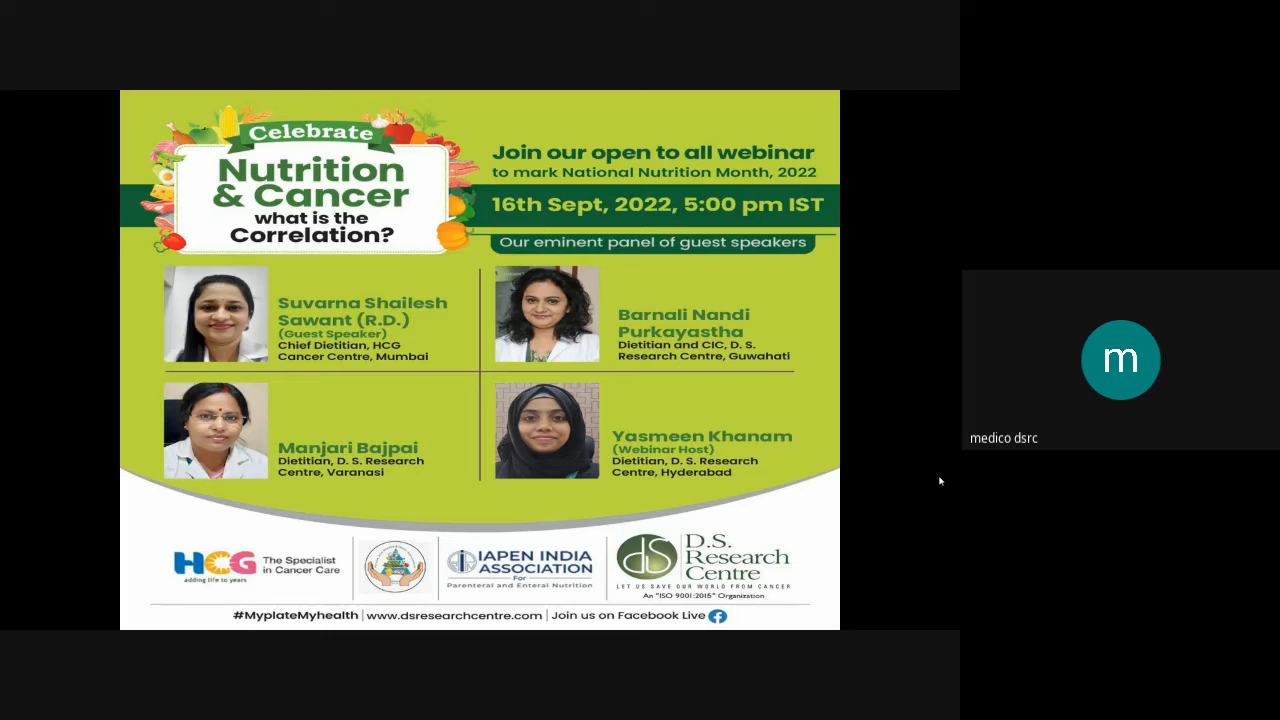 Celebrate
Nutrition
& Cancer
what is the
Correlation?
Join our open to all webinar
to mark National Nutrition Month, 2022
16th Sept, 2022, 5:00 pm IST
Our eminent panel of guest speakers
Suvarna Shailesh
Sawant (R.D.)
(Guest Speaker)
Chief Dietitian, HCG
Cancer Centre, Mumbai
Barnali Nandi
Purkayastha
Dietitian and CIC, D. S.
Research Centre, Guwahati
Manjari Bajpai
Dietitian, D. S. Research
Centre, Varanasi
Yasmeen Khanam
(Webinar Host)
Dietitian, D. S. Research
Centre, Hyderabad
HCG
adding life to years
The Specialist
in Cancer Care
IAPEN INDIA
ASSOCIATION
For
Parenteral and Enteral Nutrition
dS
D.S.
Research
Centre
LET US SAVE OUR WORLD FROM CANCER
An "ISO 9001:2015" Organization
#MyplateMyhealth | www.dsresearchcentre.com | Join us on Facebook Live
m
medico dsrc